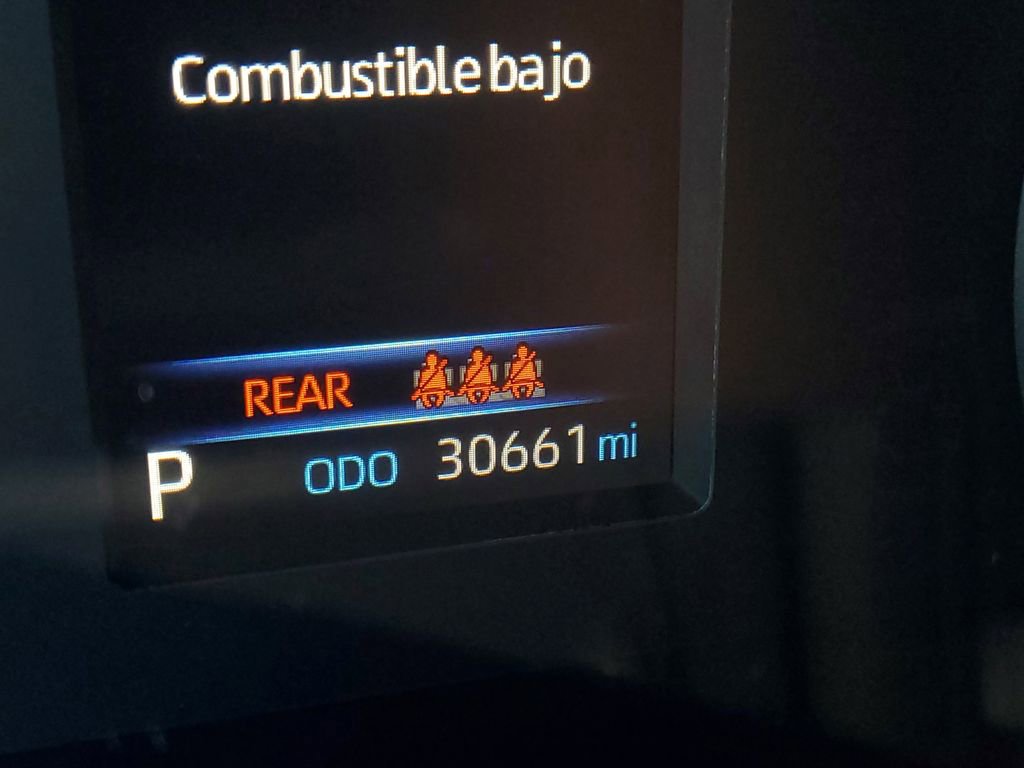 Combustible bajo
REAR
P ODO 30661 mi